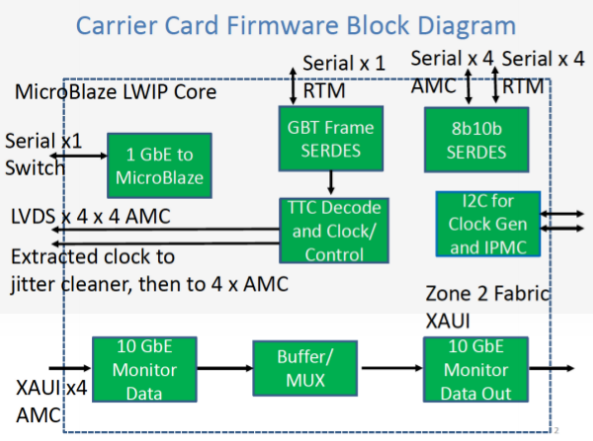 Carrier Card Firmware Block Diagram
Serial x 1
RTM
Serial x 4
AMC
Serial x 4
RTM
MicroBlaze LWIP Core
Serial x1
Switch
1 GbE to
MicroBlaze
GBT Frame
SERDES
8b10b
SERDES
LVDS x 4 x 4 AMC
TTC Decode
and Clock/
Control
I2C for
Clock Gen
and IPMC
Extracted clock to
jitter cleaner, then to 4 x AMC
Zone 2 Fabric
XAUI
10 GbE
Monitor
Data
Buffer/
MUX
10 GbE
Monitor
Data Out
XAUI x4
AMC
2